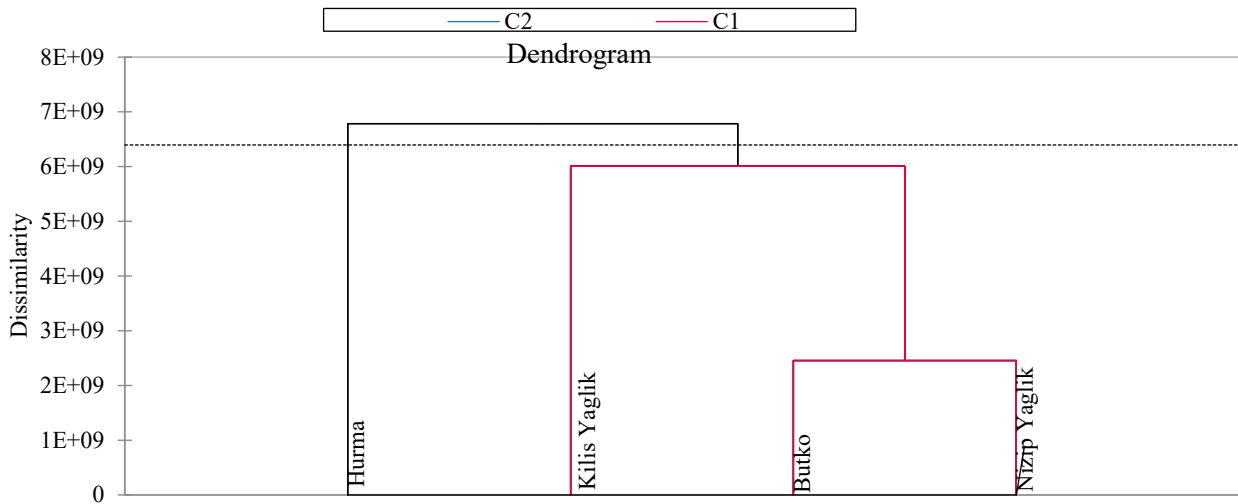 C2 C1
Dendrogram
8E+09
7E+09
6E+09
5E+09
4E+09
3E+09
2E+09
1E+09
0
Dissimilarity
Hurma
Kilis Yaglik
Butko
Nizip Yaglik